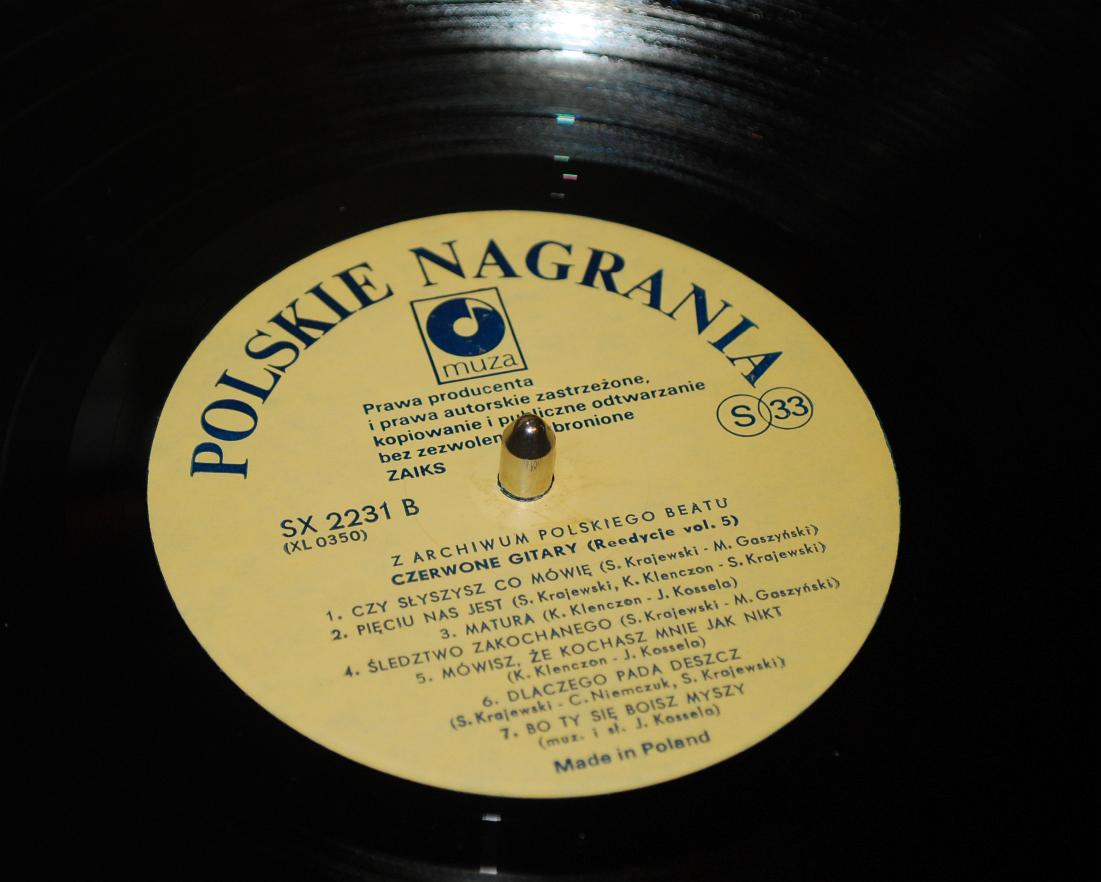 POLSKIE NAGRANIA
muza
Prawa producenta
i prawa autorskie zastrzeżone,
kopiowanie i publiczne odtwarzanie
bez zezwolenia zabronione
ZAIKS
S 33
SX 2231 B
(XL 0350)
Z ARCHIWUM POLSKIEGO BEATU
CZERWONE GITARY (Reedycje vol. 5)
1. CZY SŁYSZYSZ CO MÓWIĘ (S. Krajewski - M. Gaszyński)
2. PIĘCIU NAS JEST (S. Krajewski, K. Klenczon - S. Krajewski)
3. MATURA (K. Klenczon - J. Kossela)
4. ŚLEDZTWO ZAKOCHANEGO (S. Krajewski - M. Gaszyński)
5. MÓWISZ, ŻE KOCHASZ MNIE JAK NIKT
(K. Klenczon - J. Kossela)
6. DLACZEGO PADA DESZCZ
(S. Krajewski - C. Niemczuk, S. Krajewski)
7. BO TY SIĘ BOISZ MYSZY
(muz. i sł. J. Kossela)
Made in Poland